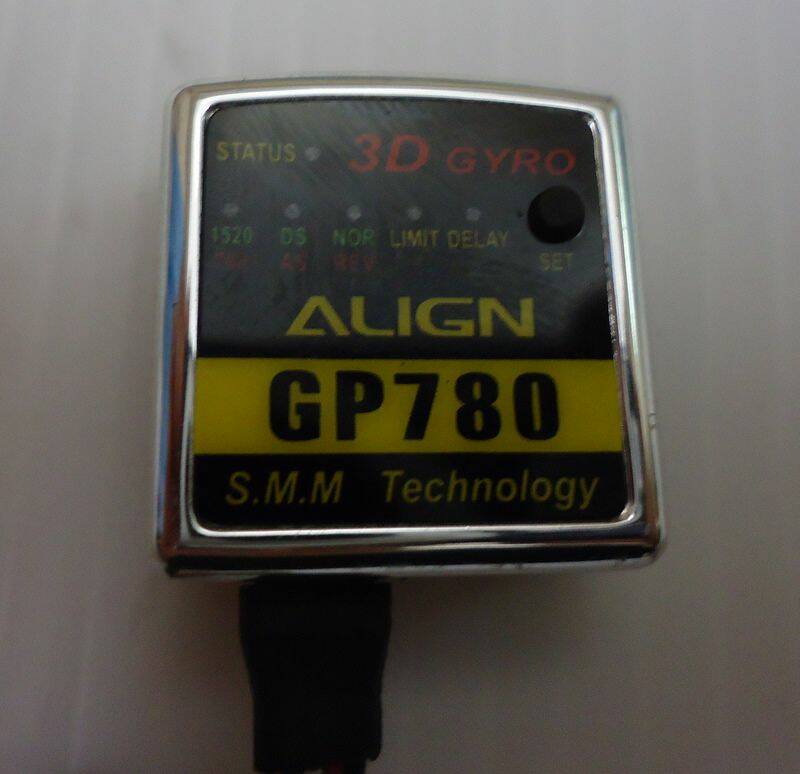 STATUS 3D GYRO
1520 DS NOR LIMIT DELAY
760 AS REV SET
ALIGN
GP780
S.M.M Technology